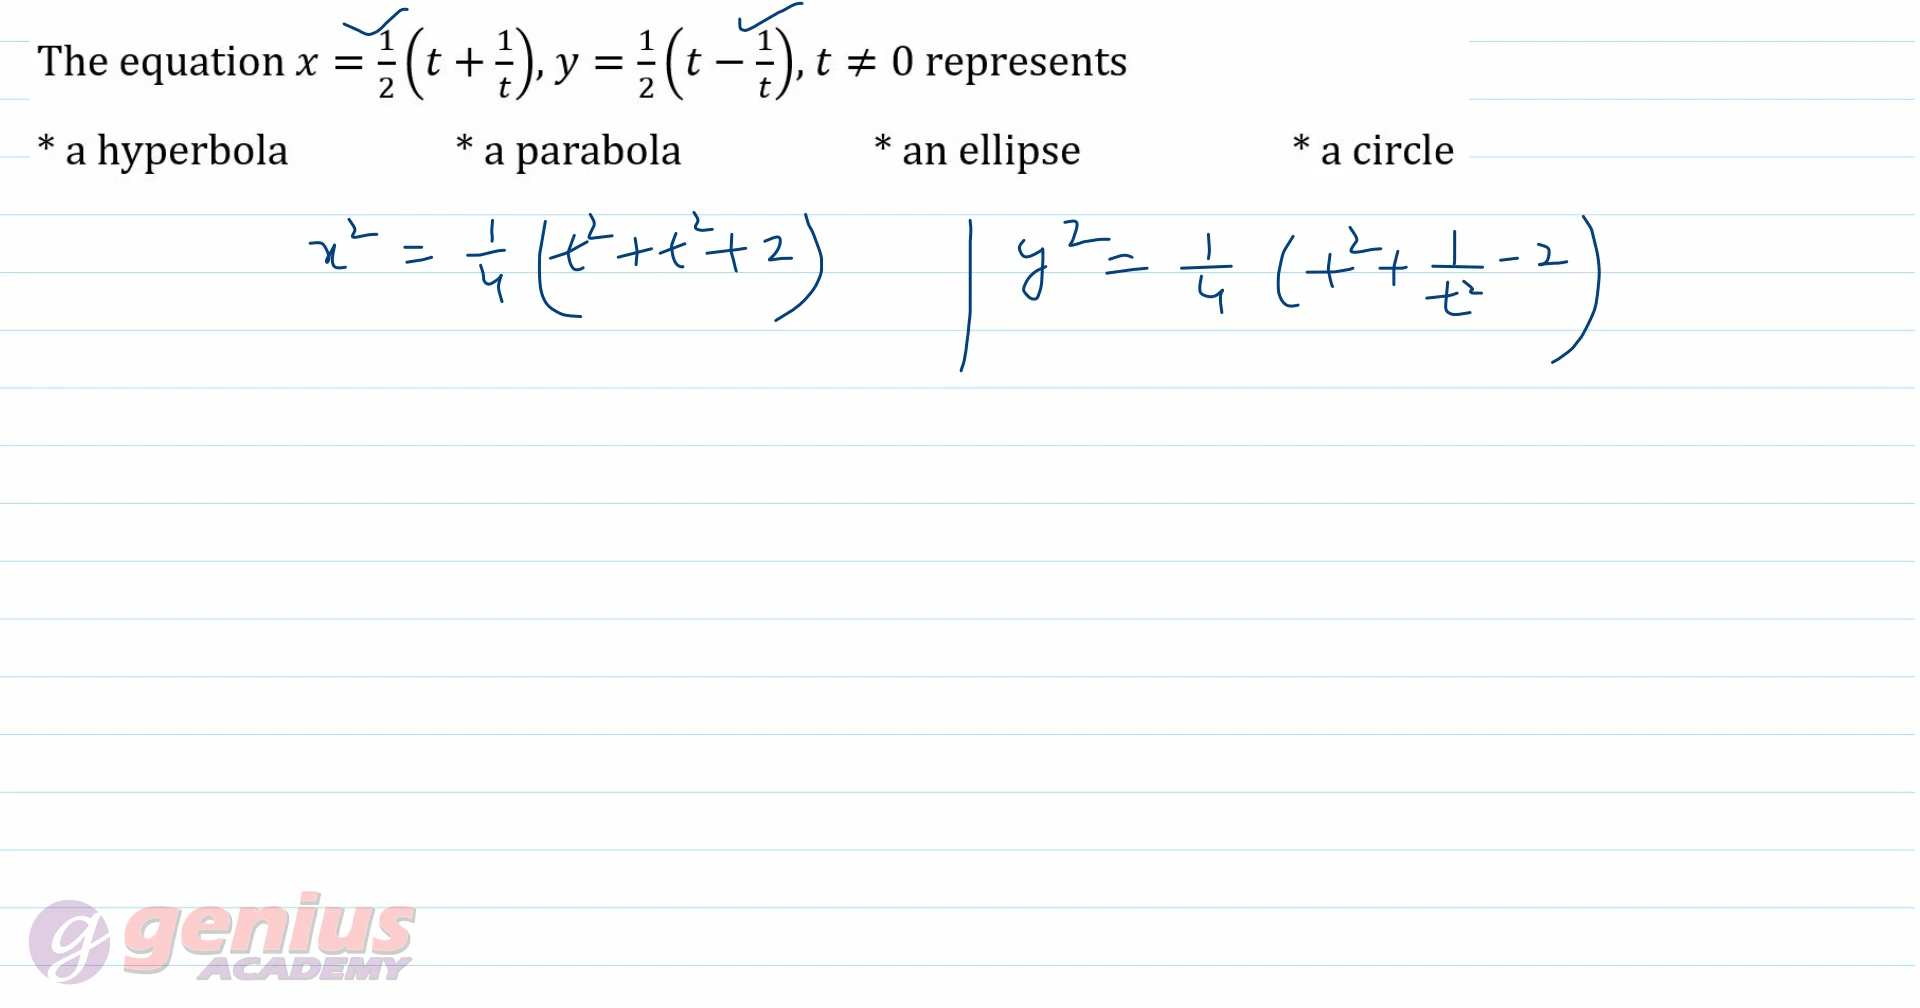 The equation x = 1/2 (t + 1/t), y = 1/2 (t − 1/t), t ≠ 0 represents
* a hyperbola * a parabola * an ellipse * a circle
x² = 1/4 (t² + t² + 2) | y² = 1/4 (t² + 1/t² − 2)
g genius
ACADEMY